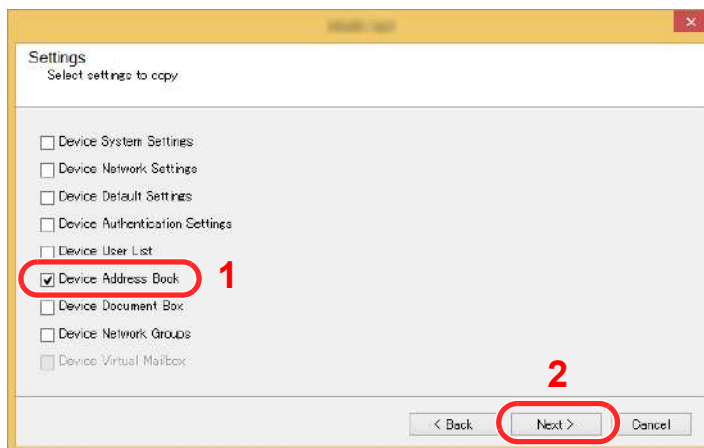 Settings
Select settings to copy
Device System Settings
Device Network Settings
Device Default Settings
Device Authentication Settings
Device User List
Device Address Book
1
Device Document Box
Device Network Groups
Device Virtual Mailbox
2
< Back
Next >
Cancel